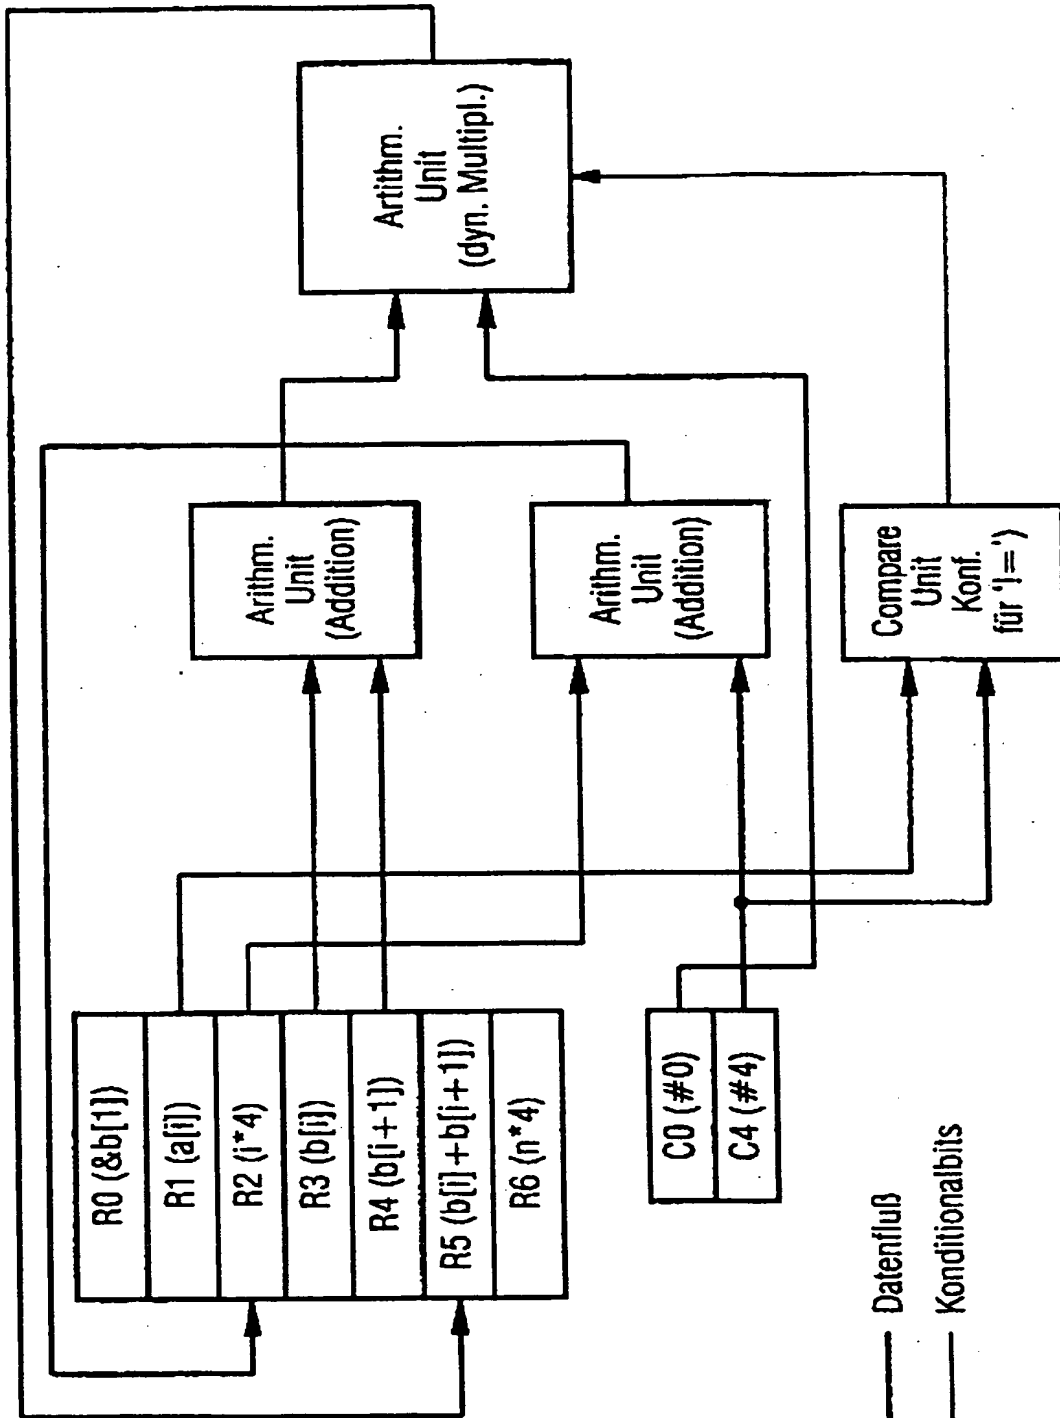 R0 (&b[1])
R1 (a[i])
R2 (i*4)
R3 (b[i])
R4 (b[i+1])
R5 (b[i]+b[i+1])
R6 (n*4)
C0 (#0)
C4 (#4)
Arithm.
Unit
(Addition)
Arithm.
Unit
(Addition)
Compare
Unit
Konf.
für '!=')
Artithm.
Unit
(dyn. Multipl.)
Datenfluß
Konditionalbits